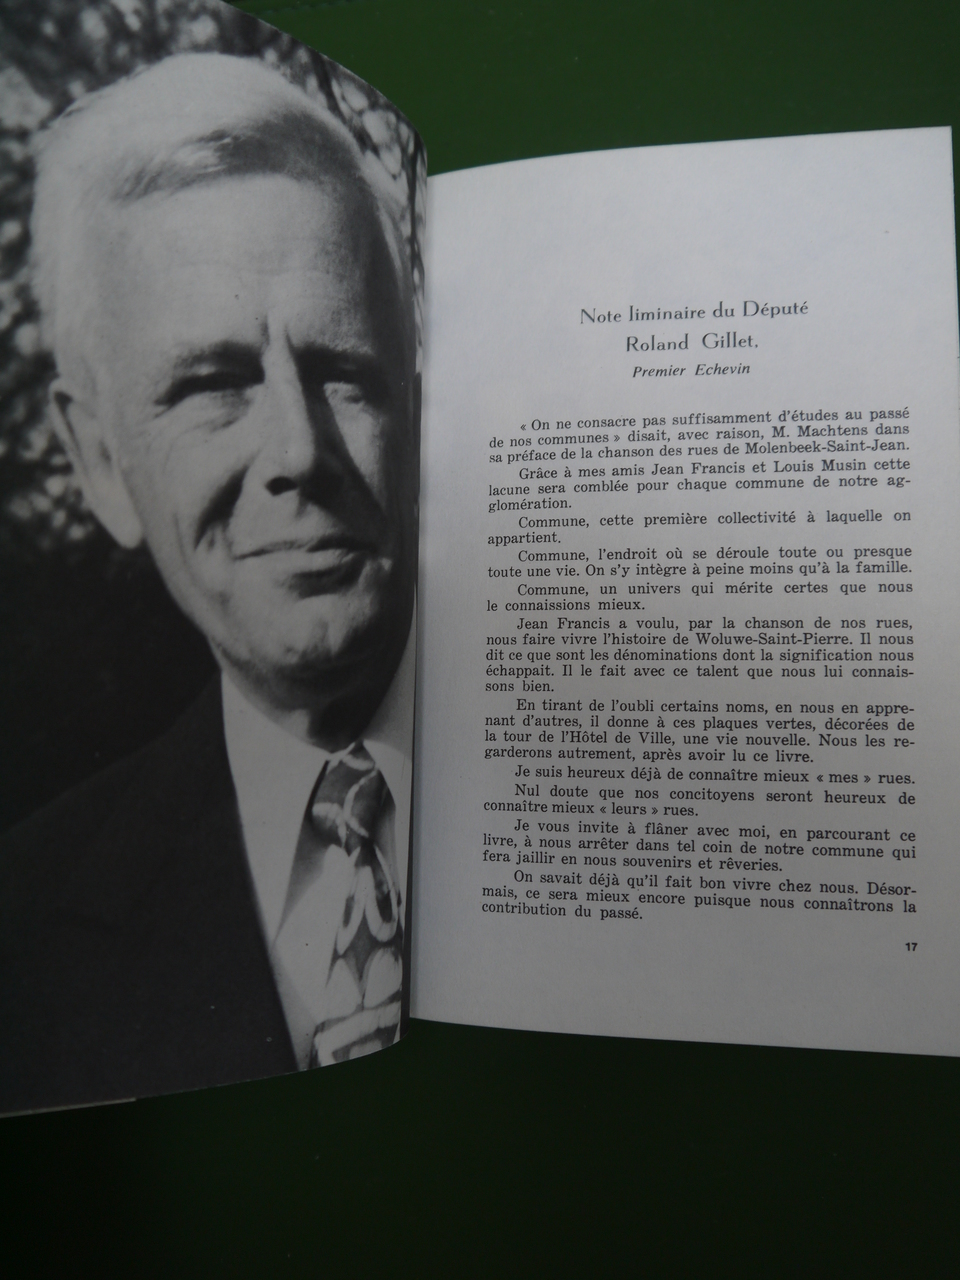 Note liminaire du Député
Roland Gillet.
Premier Echevin
« On ne consacre pas suffisamment d'études au passé
de nos communes » disait, avec raison, M. Machtens dans
sa préface de la chanson des rues de Molenbeek-Saint-Jean.
Grâce à mes amis Jean Francis et Louis Musin cette
lacune sera comblée pour chaque commune de notre ag-
glomération.
Commune, cette première collectivité à laquelle on
appartient.
Commune, l'endroit où se déroule toute ou presque
toute une vie. On s'y intègre à peine moins qu'à la famille.
Commune, un univers qui mérite certes que nous
le connaissions mieux.
Jean Francis a voulu, par la chanson de nos rues,
nous faire vivre l'histoire de Woluwe-Saint-Pierre. Il nous
dit ce que sont les dénominations dont la signification nous
échappait. Il le fait avec ce talent que nous lui connais-
sons bien.
En tirant de l'oubli certains noms, en nous en appre-
nant d'autres, il donne à ces plaques vertes, décorées de
la tour de l'Hôtel de Ville, une vie nouvelle. Nous les re-
garderons autrement, après avoir lu ce livre.
Je suis heureux déjà de connaître mieux « mes » rues.
Nul doute que nos concitoyens seront heureux de
connaître mieux « leurs » rues.
Je vous invite à flâner avec moi, en parcourant ce
livre, à nous arrêter dans tel coin de notre commune qui
fera jaillir en nous souvenirs et rêveries.
On savait déjà qu'il fait bon vivre chez nous. Désor-
mais, ce sera mieux encore puisque nous connaîtrons la
contribution du passé.
17